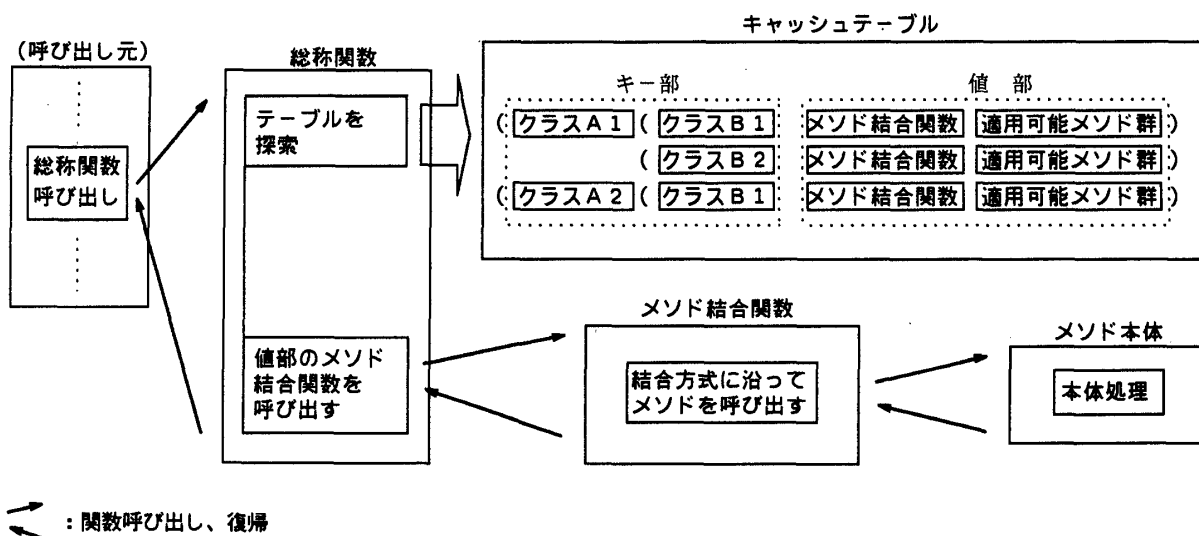 キャッシュテーブル
(呼び出し元)
総称関数
キー部 値 部
テーブルを
探索
(クラスA1(クラスB1 メソド結合関数 適用可能メソド群)
(クラスB2 メソド結合関数 適用可能メソド群)
(クラスA2(クラスB1 メソド結合関数 適用可能メソド群)
総称関数
呼び出し
メソド結合関数
メソド本体
値部のメソド
結合関数を
呼び出す
結合方式に沿って
メソドを呼び出す
本体処理
:関数呼び出し、復帰